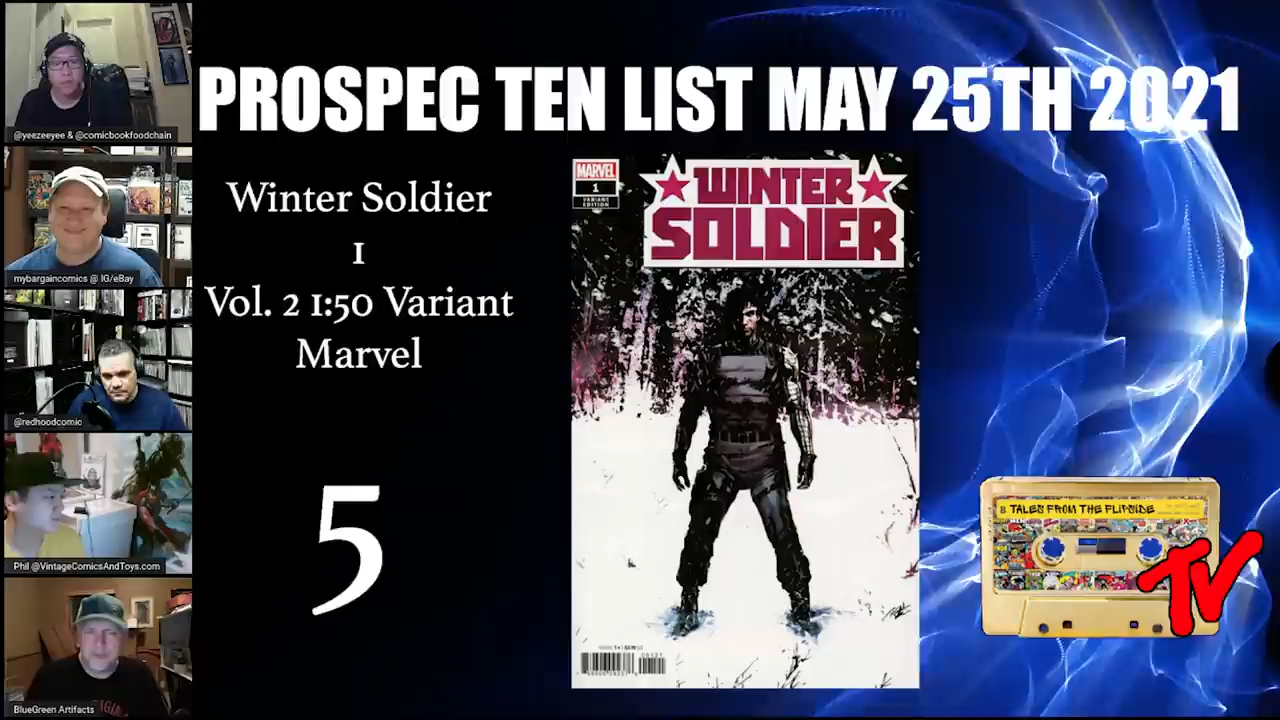 PROSPEC TEN LIST MAY 25TH 2021
@yeezeeyee & @comicbookfoodchain
mybargaincomics @ IG/eBay
@redhoodcomic
Phil @VintageComicsAndToys.com
BlueGreen Artifacts
Winter Soldier
1
Vol. 2 1:50 Variant
Marvel
5
MARVEL
1
VARIANT
EDITION
WINTER
SOLDIER
B TALES FROM THE FLIPSIDE
TV